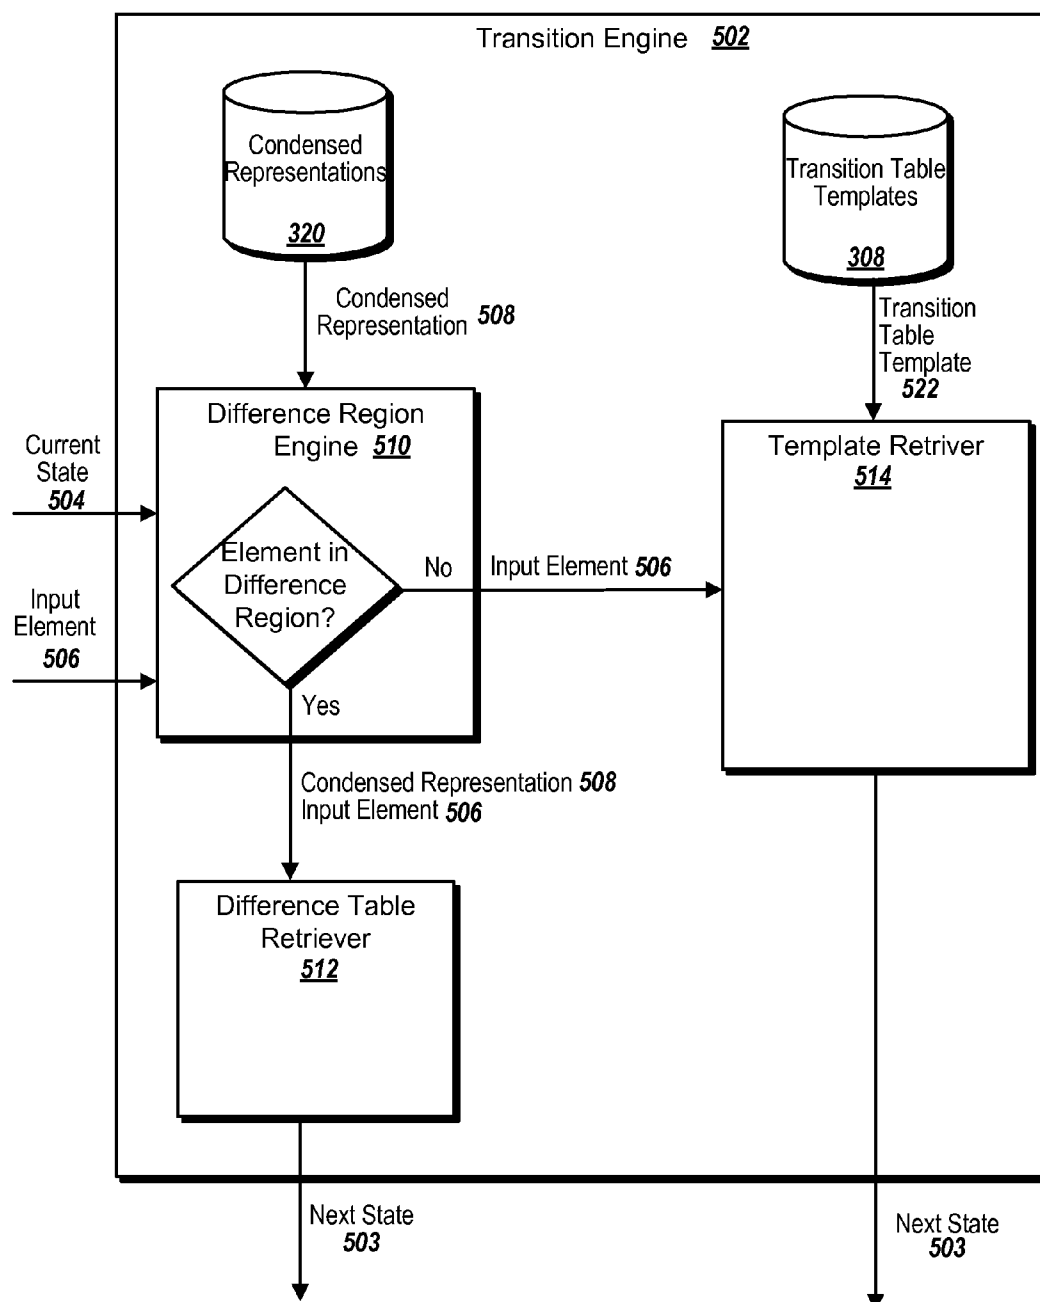 Transition Engine 502
Condensed
Representations
320
Transition Table
Templates
308
Condensed
Representation 508
Transition
Table
Template
522
Difference Region
Engine 510
Template Retriver
514
Current
State
504
Element in
Difference
Region?
No
Input Element 506
Input
Element
506
Yes
Condensed Representation 508
Input Element 506
Difference Table
Retriever
512
Next State
503
Next State
503